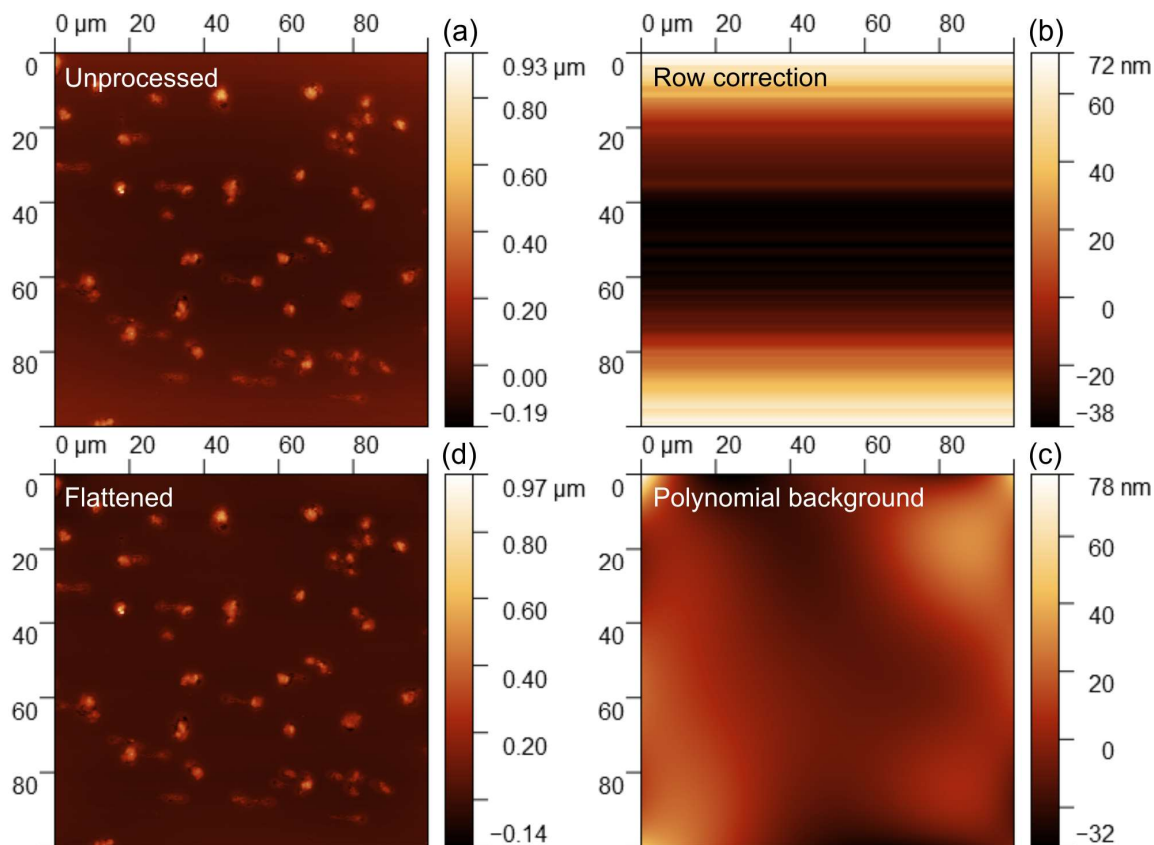 0 µm 20 40 60 80 (a)
0 20 40 60 80
Unprocessed
0.93 µm
0.80
0.60
0.40
0.20
0.00
−0.19
0 µm 20 40 60 80 (b)
0 20 40 60 80
Row correction
72 nm
60
40
20
0
−20
−38
0 µm 20 40 60 80 (d)
0 20 40 60 80
Flattened
0.97 µm
0.80
0.60
0.40
0.20
−0.14
0 µm 20 40 60 80 (c)
0 20 40 60 80
Polynomial background
78 nm
60
40
20
0
−32